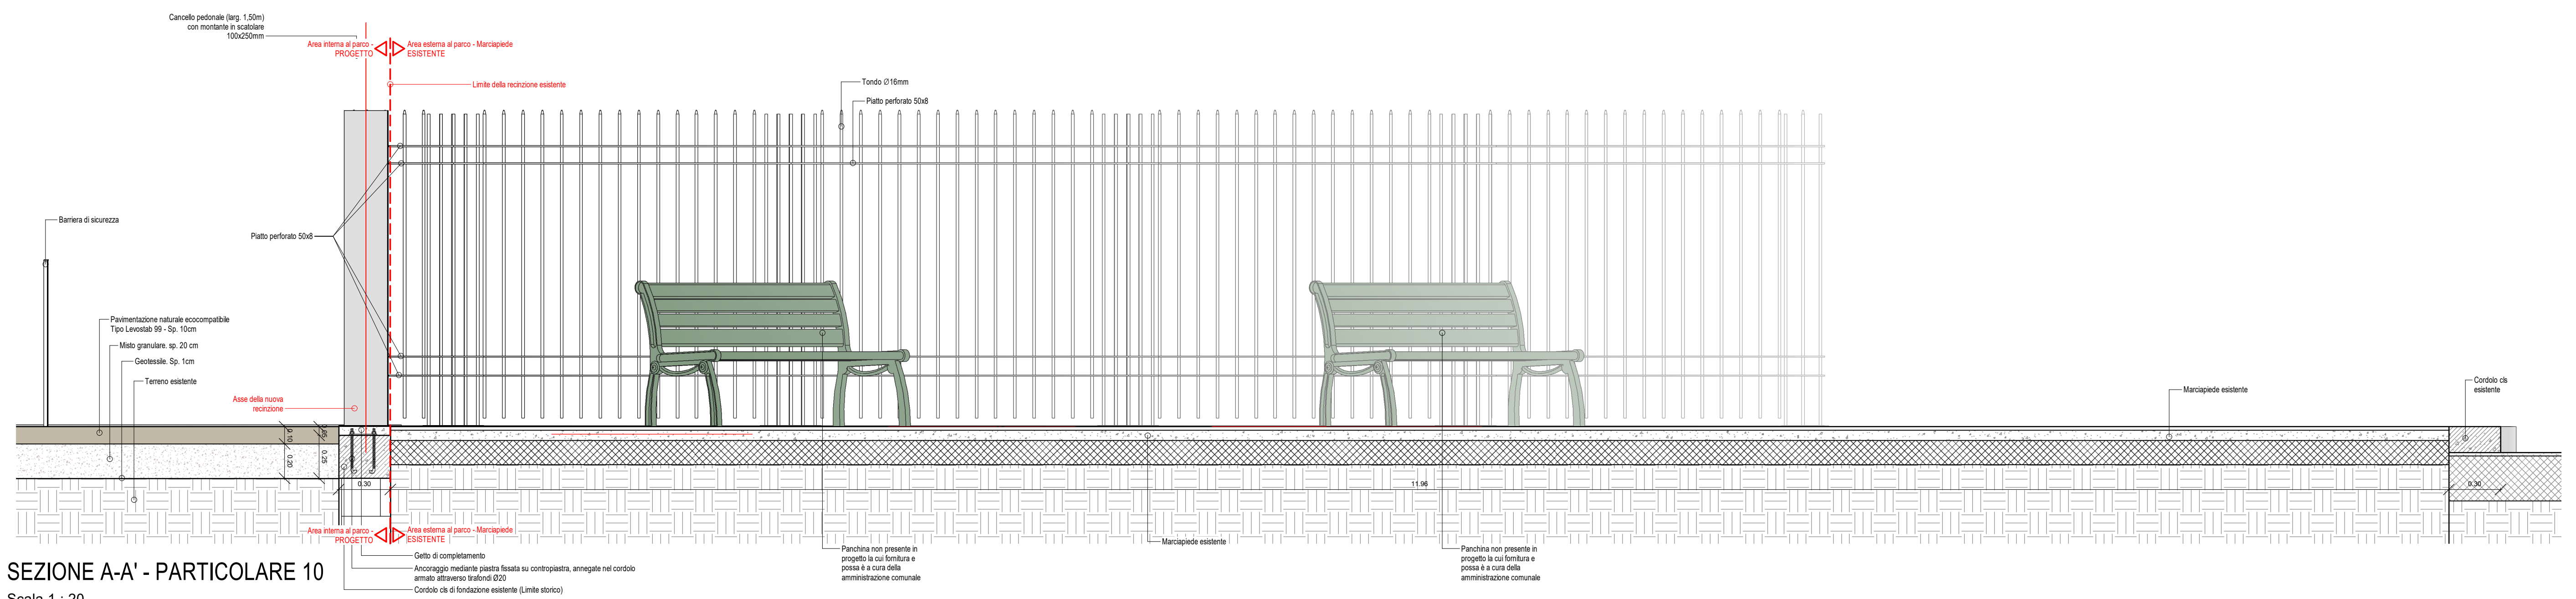 Cancello pedonale (larg. 1,50m)
con montante in scatolare
100x250mm
Area interna al parco -
PROGETTO
Area esterna al parco - Marciapiede
ESISTENTE
Limite della recinzione esistente
Tondo Ø16mm
Piatto perforato 50x8
Barriera di sicurezza
Piatto perforato 50x8
Pavimentazione naturale ecocompatibile
Tipo Levostab 99 - Sp. 10cm
Misto granulare. sp. 20 cm
Geotessile. Sp. 1cm
Terreno esistente
Asse della nuova
recinzione
Marciapiede esistente
Cordolo cls
esistente
0.10
0.20
0.05
0.25
0.30
11.96
0.30
Area interna al parco -
PROGETTO
Area esterna al parco - Marciapiede
ESISTENTE
Getto di completamento
Ancoraggio mediante piastra fissata su contropiastra, annegate nel cordolo
armato attraverso tirafondi Ø20
Cordolo cls di fondazione esistente (Limite storico)
Panchina non presente in
progetto la cui fornitura e
possa è a cura della
amministrazione comunale
Marciapiede esistente
Panchina non presente in
progetto la cui fornitura e
possa è a cura della
amministrazione comunale
SEZIONE A-A' - PARTICOLARE 10
Scala 1 : 20